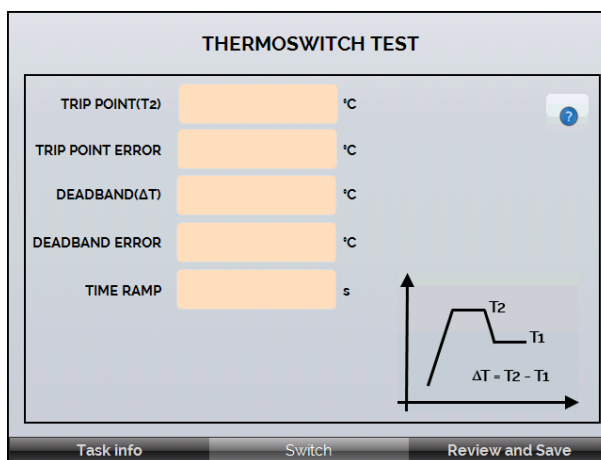 THERMOSWITCH TEST
TRIP POINT(T2) °C
?
TRIP POINT ERROR °C
DEADBAND(ΔT) °C
DEADBAND ERROR °C
TIME RAMP s
T2
T1
ΔT = T2 - T1
Task info Switch Review and Save